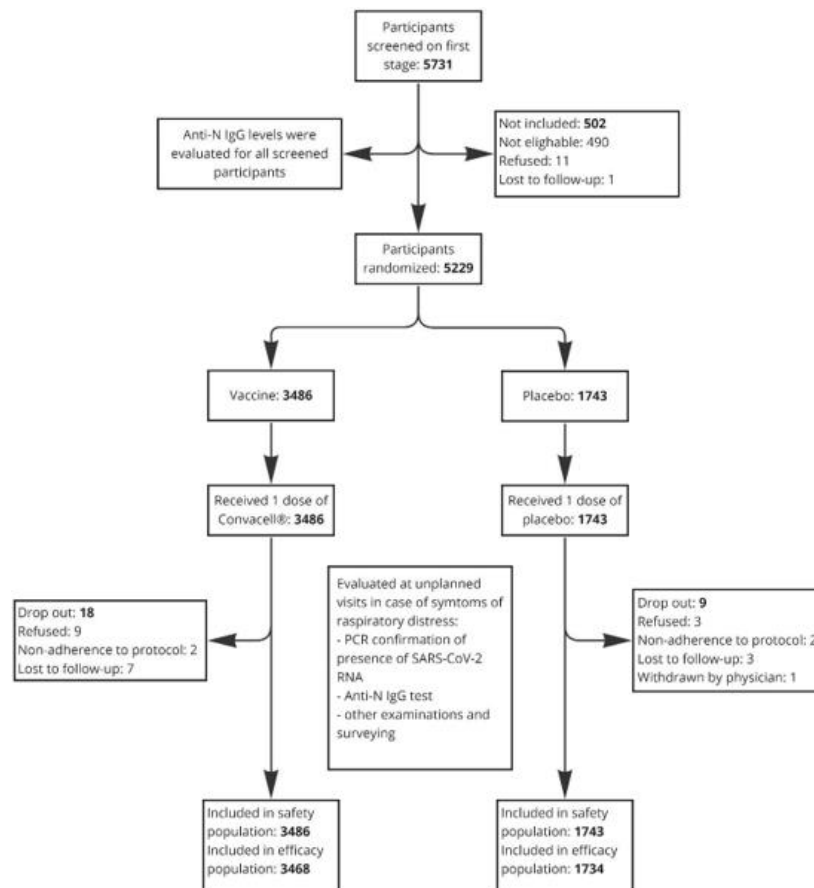 Participants
screened on first
stage: 5731
Anti-N IgG levels were
evaluated for all screened
participants
Not included: 502
Not elighable: 490
Refused: 11
Lost to follow-up: 1
Participants
randomized: 5229
Vaccine: 3486
Placebo: 1743
Received 1 dose of
Convacell®: 3486
Received 1 dose of
placebo: 1743
Drop out: 18
Refused: 9
Non-adherence to protocol: 2
Lost to follow-up: 7
Evaluated at unplanned
visits in case of symtoms of
raspiratory distress:
- PCR confirmation of
presence of SARS-CoV-2
RNA
- Anti-N IgG test
- other examinations and
surveying
Drop out: 9
Refused: 3
Non-adherence to protocol: 2
Lost to follow-up: 3
Withdrawn by physician: 1
Included in safety
population: 3486
Included in efficacy
population: 3468
Included in safety
population: 1743
Included in efficacy
population: 1734